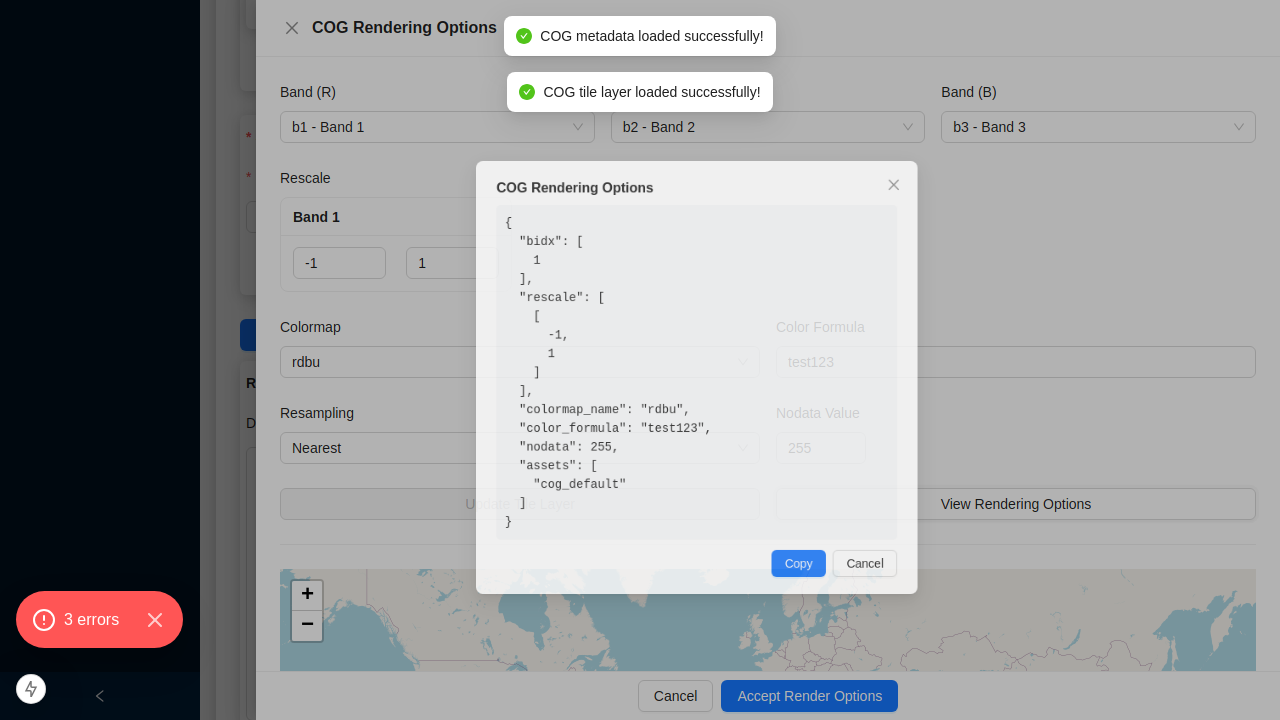 COG Rendering Options
COG metadata loaded successfully!
COG tile layer loaded successfully!
Band (R)
Band (B)
b1 - Band 1
b2 - Band 2
b3 - Band 3
Rescale
Band 1
-1
1
COG Rendering Options
{
"bidx": [
1
],
"rescale": [
[
-1,
1
]
],
"colormap_name": "rdbu",
"color_formula": "test123",
"nodata": 255,
"assets": [
"cog_default"
]
}
Copy
Cancel
Colormap
Color Formula
rdbu
test123
Resampling
Nodata Value
Nearest
255
Update Tile Layer
View Rendering Options
+
−
3 errors
Cancel
Accept Render Options